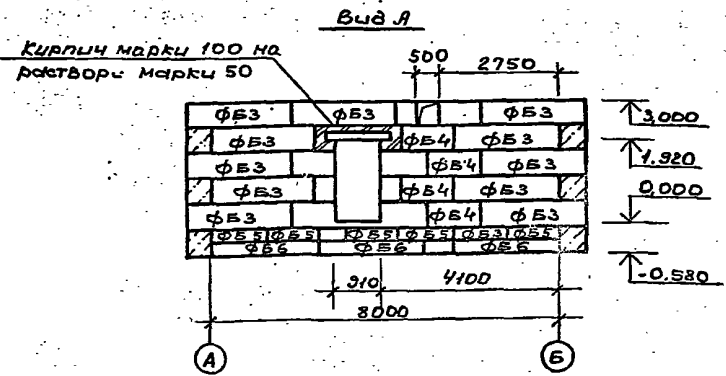 Вид А
Кирпич марки 100 на
растворе марки 50
500 2750
ФБ3 ФБ3 ФБ3
3,000
ФБ3 ФБ4 ФБ3
1.920
ФБ3 ФБ4 ФБ3
ФБ3 ФБ4 ФБ3
0,000
ФБ3 ФБ4 ФБ3
ФБ5 ФБ5 ФБ5 ФБ5 ФБ3 ФБ5
ФБ6 ФБ6 ФБ6
-0.580
910 4100
8000
А Б